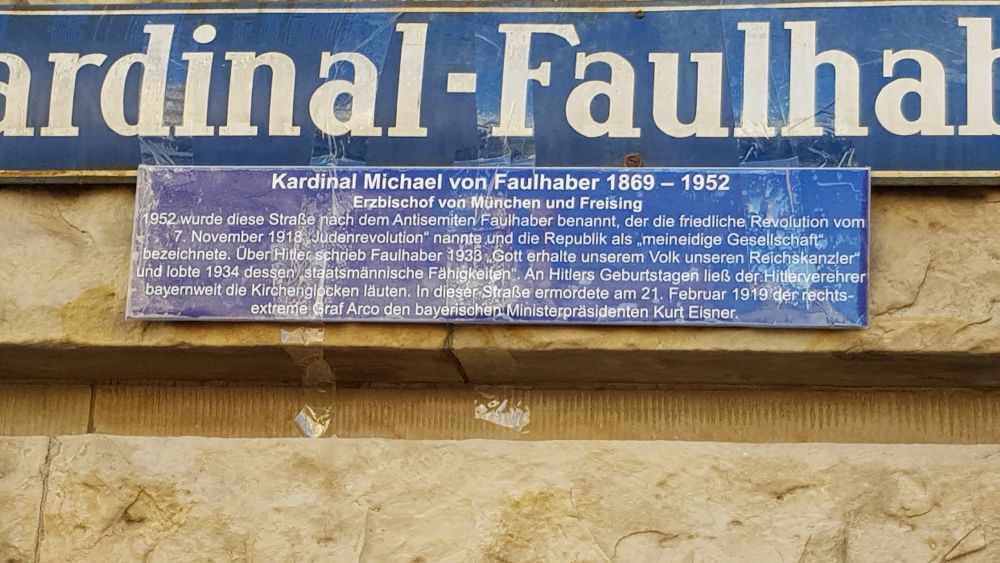 ardinal-Faulhab
Kardinal Michael von Faulhaber 1869 – 1952
Erzbischof von München und Freising
1952 wurde diese Straße nach dem Antisemiten Faulhaber benannt, der die friedliche Revolution vom
7. November 1918 „Judenrevolution“ nannte und die Republik als „meineidige Gesellschaft“
bezeichnete. Über Hitler schrieb Faulhaber 1933 „Gott erhalte unserem Volk unseren Reichskanzler“
und lobte 1934 dessen „staatsmännische Fähigkeiten“. An Hitlers Geburtstagen ließ der Hitlerverehrer
bayernweit die Kirchenglocken läuten. In dieser Straße ermordete am 21. Februar 1919 der rechts-
extreme Graf Arco den bayerischen Ministerpräsidenten Kurt Eisner.